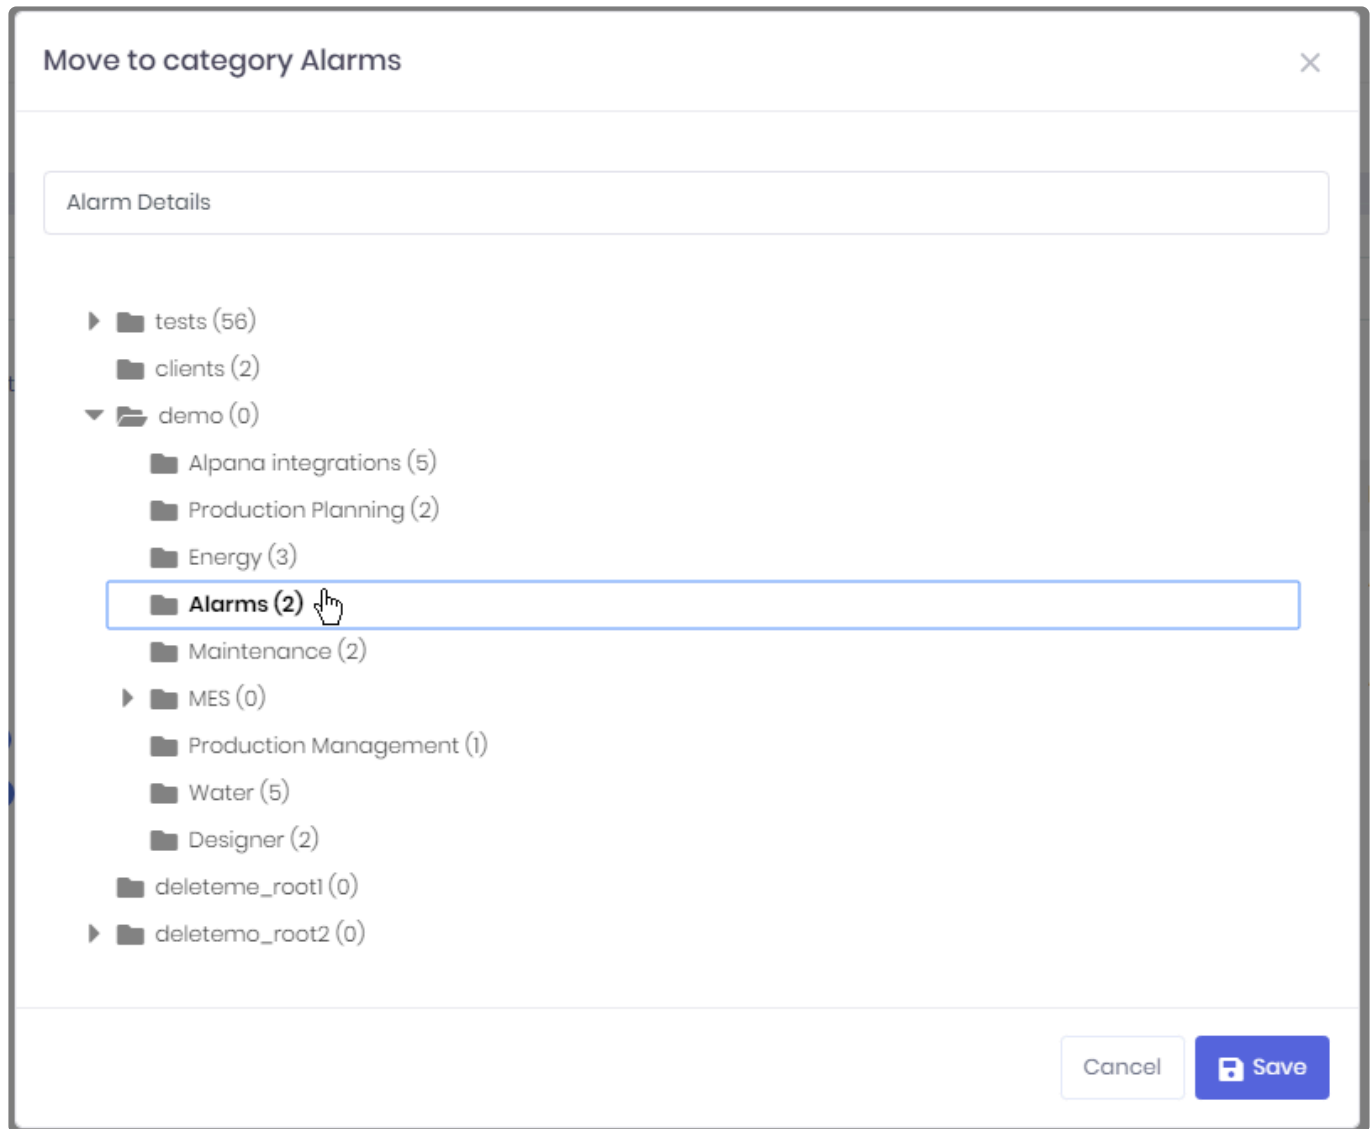 Move to category Alarms
Alarm Details
tests (56)
clients (2)
demo (0)
Alpana integrations (5)
Production Planning (2)
Energy (3)
Alarms (2)
Maintenance (2)
MES (0)
Production Management (1)
Water (5)
Designer (2)
deleteme_root1 (0)
deletemo_root2 (0)
Cancel
Save